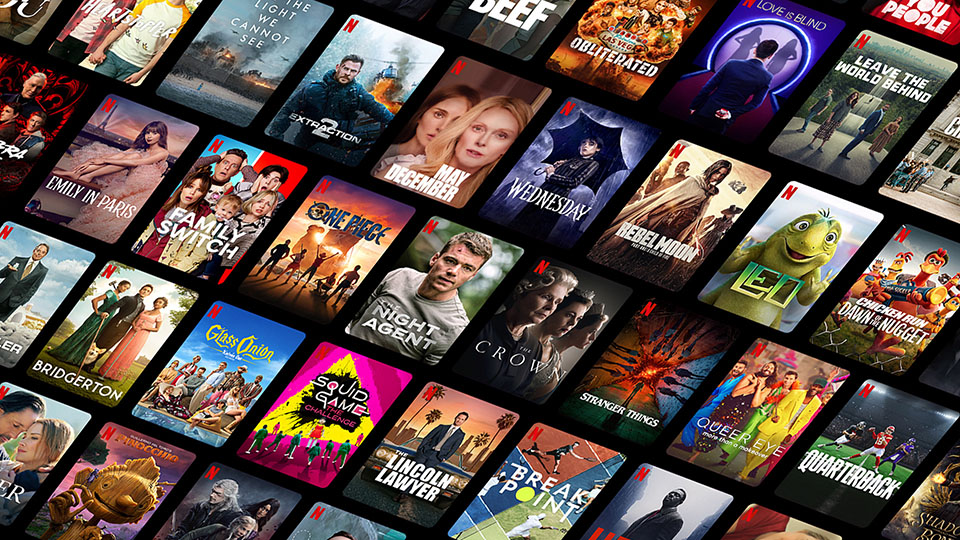 HEARTSTOPPER
THE
LIGHT
WE
CANNOT
SEE
BEEF
OBLITERATED
LOVE IS BLIND
YOU
PEOPLE
LEAVE THE
WORLD BEHIND
EXTRACTION
2
MAY
DECEMBER
WEDNESDAY
REBEL MOON
LEO
CHICKEN RUN
DAWN OF THE NUGGET
EMILY IN PARIS
FAMILY
SWITCH
ONE PIECE
THE
NIGHT
AGENT
THE
CROWN
STRANGER THINGS
QUEER EYE
more than a makeover
QUARTERBACK
BRIDGERTON
Glass Onion
SQUID
GAME
THE CHALLENGE
THE
LINCOLN
LAWYER
BREAK
POINT
PINOCCHIO